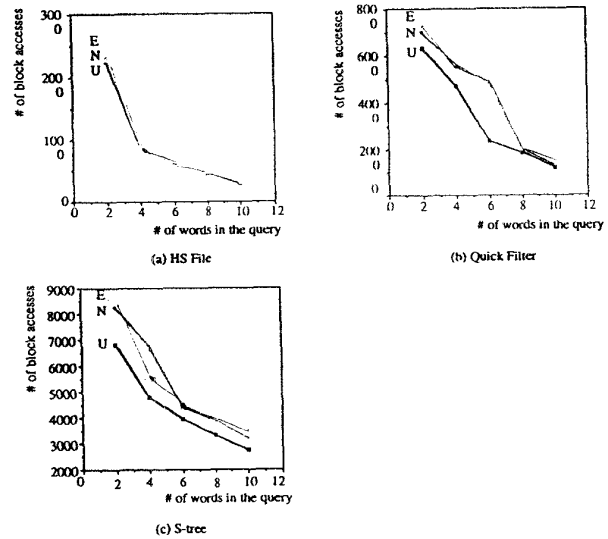 # of block accesses
300
0
200
0
100
0
0
E
N
U
0 2 4 6 8 10 12
# of words in the query
(a) HS File
# of block accesses
800
0
600
0
400
0
200
0
0
E
N
U
0 2 4 6 8 10 12
# of words in the query
(b) Quick Filter
# of block accesses
9000
8000
7000
6000
5000
4000
3000
2000
E
N
U
0 2 4 6 8 10 12
# of words in the query
(c) S-tree